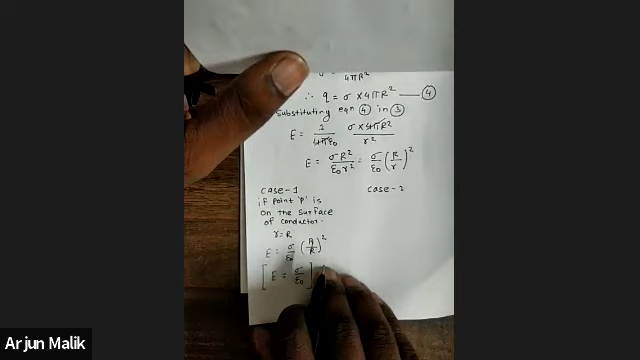 4πR²
∴ q = σ × 4πR² —— ④
Substituting eqn ④ in ③
E = 1/4πε₀ σ × 4πR²/r²
E = σR²/ε₀r² = σ/ε₀ (R/r)²
case-1
if point 'P' is
on the surface
of conductor.
r = R
E = σ/ε₀ (R/R)²
[E = σ/ε₀]
case-2
Arjun Malik